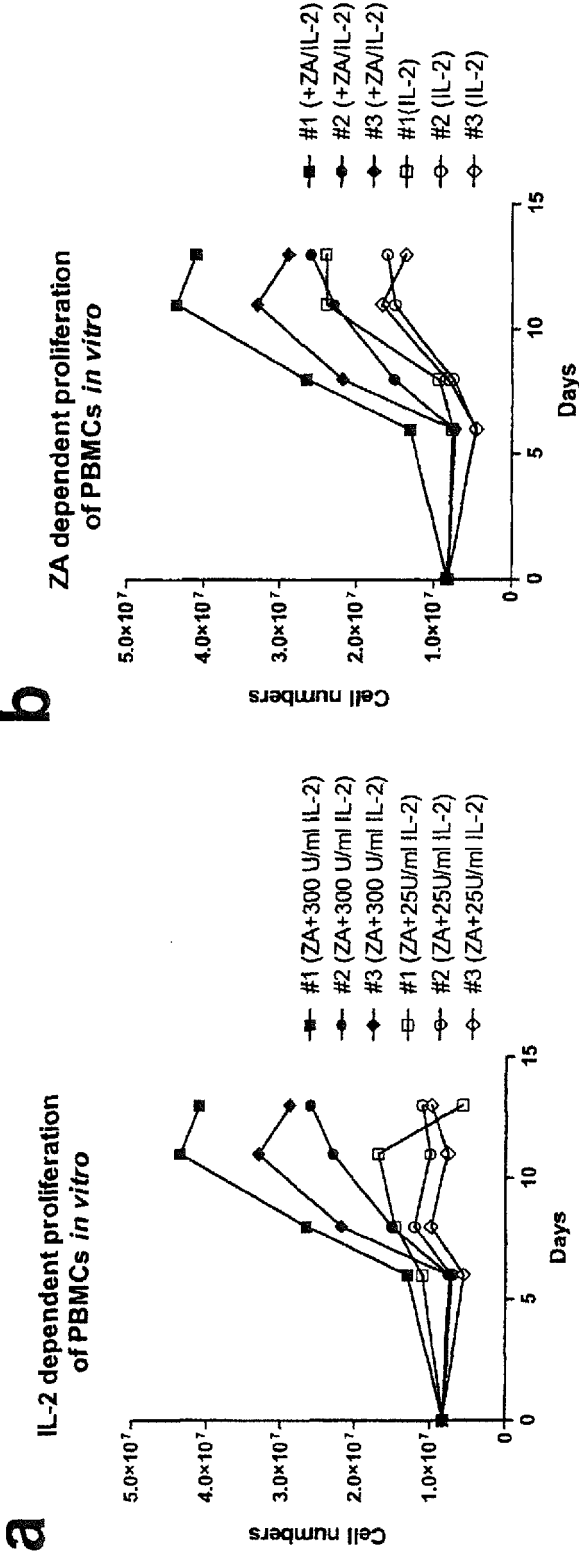 a
IL-2 dependent proliferation
of PBMCs in vitro
5.0×10⁷
4.0×10⁷
3.0×10⁷
2.0×10⁷
1.0×10⁷
0
Cell numbers
0 5 10 15
Days
#1 (ZA+300 U/ml IL-2)
#2 (ZA+300 U/ml IL-2)
#3 (ZA+300 U/ml IL-2)
#1 (ZA+25U/ml IL-2)
#2 (ZA+25U/ml IL-2)
#3 (ZA+25U/ml IL-2)
b
ZA dependent proliferation
of PBMCs in vitro
5.0×10⁷
4.0×10⁷
3.0×10⁷
2.0×10⁷
1.0×10⁷
0
Cell numbers
0 5 10 15
Days
#1 (+ZA/IL-2)
#2 (+ZA/IL-2)
#3 (+ZA/IL-2)
#1(IL-2)
#2 (IL-2)
#3 (IL-2)